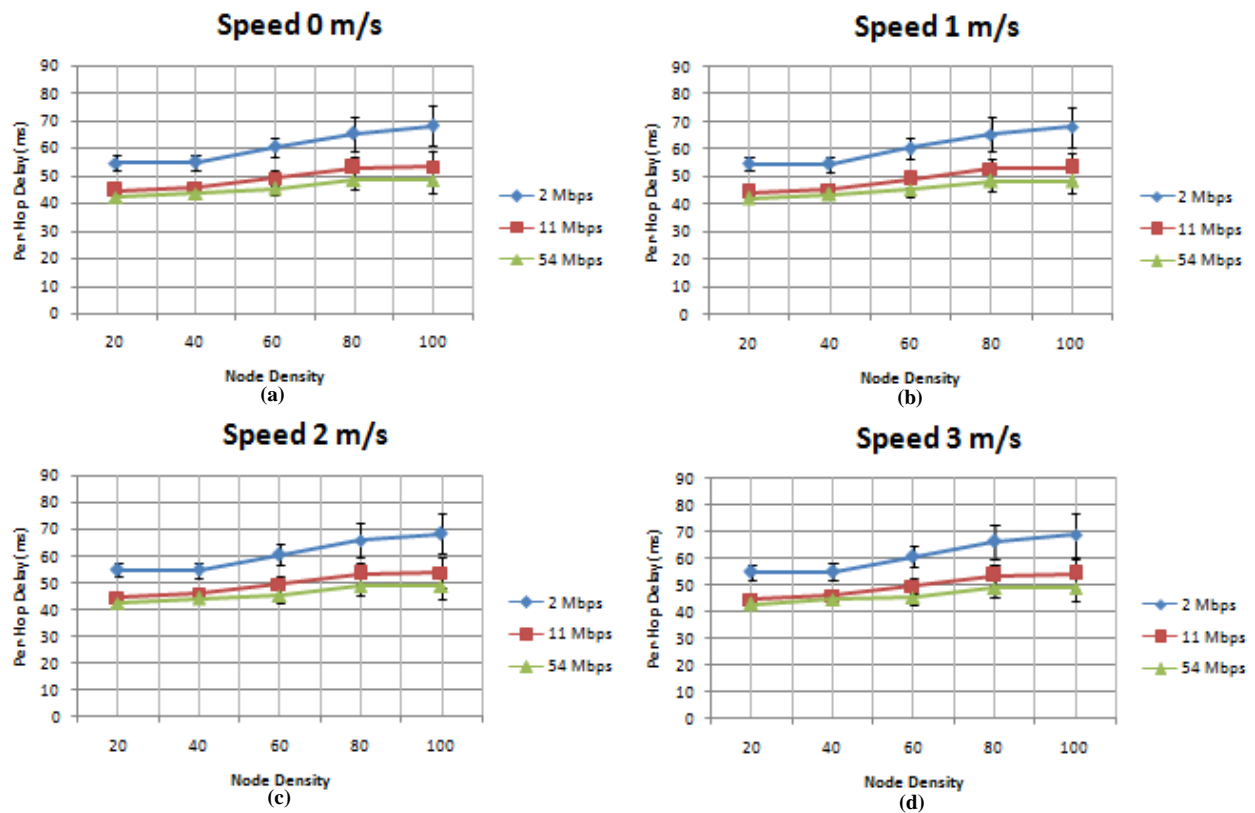 Speed 0 m/s
Per-Hop Delay (ms)
90
80
70
60
50
40
30
20
10
0
20 40 60 80 100
Node Density
2 Mbps
11 Mbps
54 Mbps
(a)
Speed 1 m/s
Per-Hop Delay (ms)
90
80
70
60
50
40
30
20
10
0
20 40 60 80 100
Node Density
2 Mbps
11 Mbps
54 Mbps
(b)
Speed 2 m/s
Per-Hop Delay (ms)
90
80
70
60
50
40
30
20
10
0
20 40 60 80 100
Node Density
2 Mbps
11 Mbps
54 Mbps
(c)
Speed 3 m/s
Per-Hop Delay (ms)
90
80
70
60
50
40
30
20
10
0
20 40 60 80 100
Node Density
2 Mbps
11 Mbps
54 Mbps
(d)